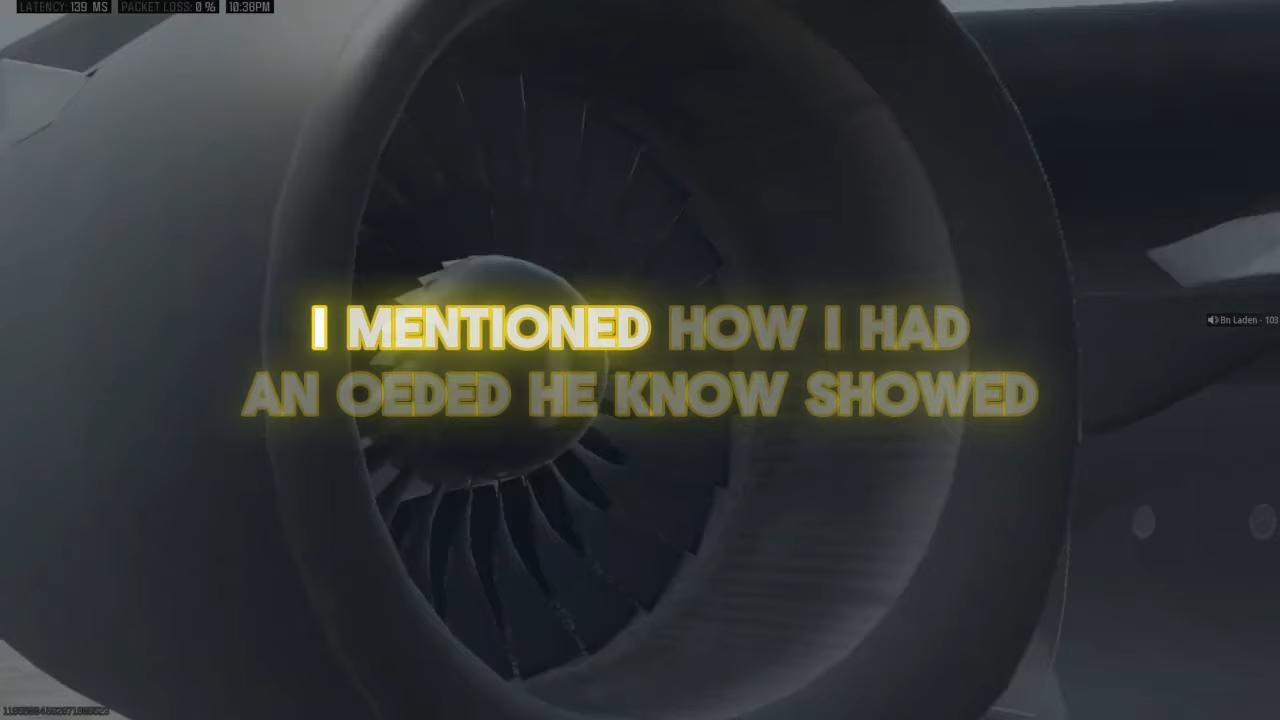 LATENCY: 139 MS PACKET LOSS: 0 % 10:38PM
I MENTIONED HOW I HAD
AN OEDED HE KNOW SHOWED
Bn Laden - 103